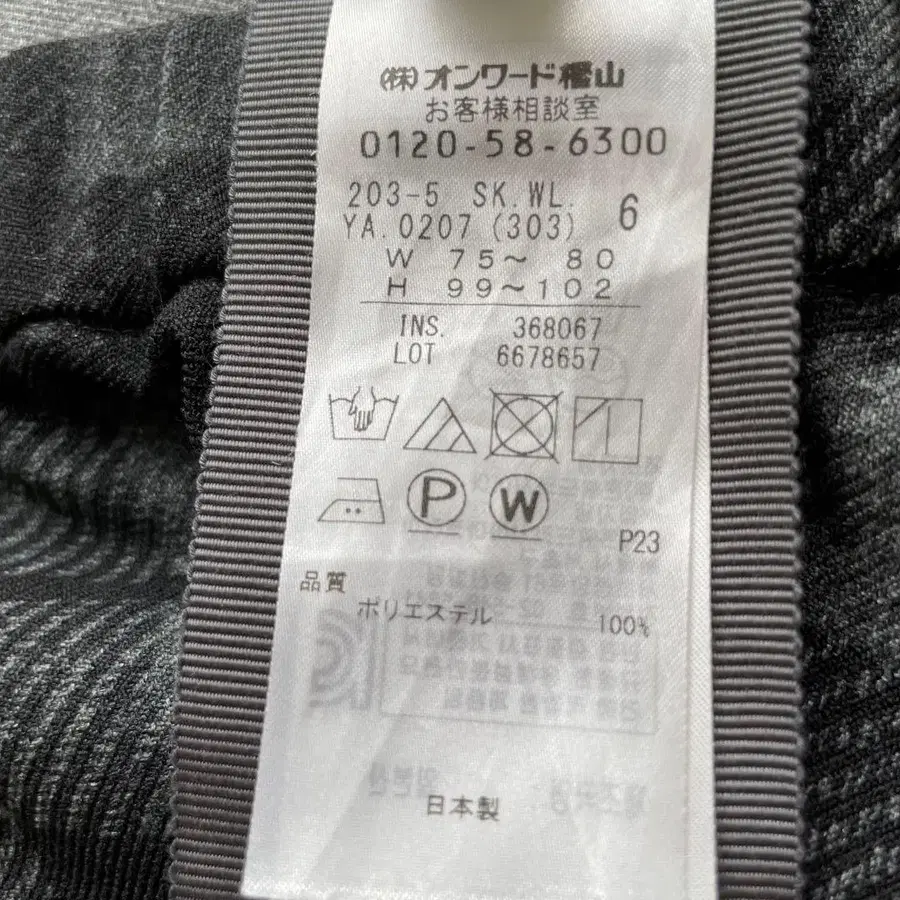 (株)オンワード樫山
お客様相談室
0120-58-6300
203-5 SK.WL. 6
YA.0207 (303)
W 75～ 80
H 99～102
INS. 368067
LOT 6678657
P W
P23
品質
ポリエステル 100%
日本製